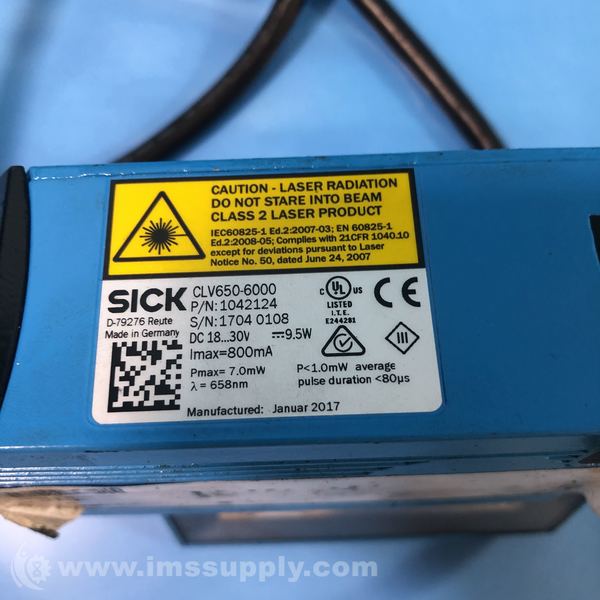 CAUTION - LASER RADIATION
DO NOT STARE INTO BEAM
CLASS 2 LASER PRODUCT
IEC60825-1 Ed.2:2007-03; EN 60825-1
Ed.2:2008-05; Complies with 21CFR 1040.10
except for deviations pursuant to Laser
Notice No. 50, dated June 24, 2007
SICK
D-79276 Reute
Made in Germany
CLV650-6000
P/N:1042124
S/N:1704 0108
DC 18...30V ⎓9.5W
Imax=800mA
Pmax= 7.0mW
λ= 658nm
c UL US
LISTED
I.T.E.
E244281
CE
III
P<1.0mW average
pulse duration <80µs
Manufactured: Januar 2017
www.imssupply.com